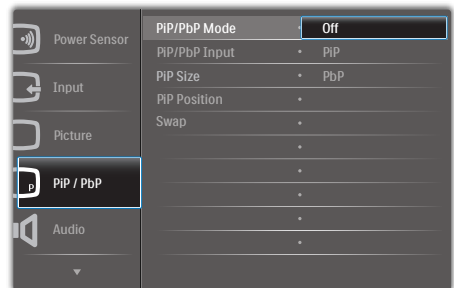 Power Sensor
Input
Picture
P
PiP / PbP
Audio
PiP/PbP Mode • Off
PiP/PbP Input • PiP
PiP Size • PbP
PiP Position •
Swap •